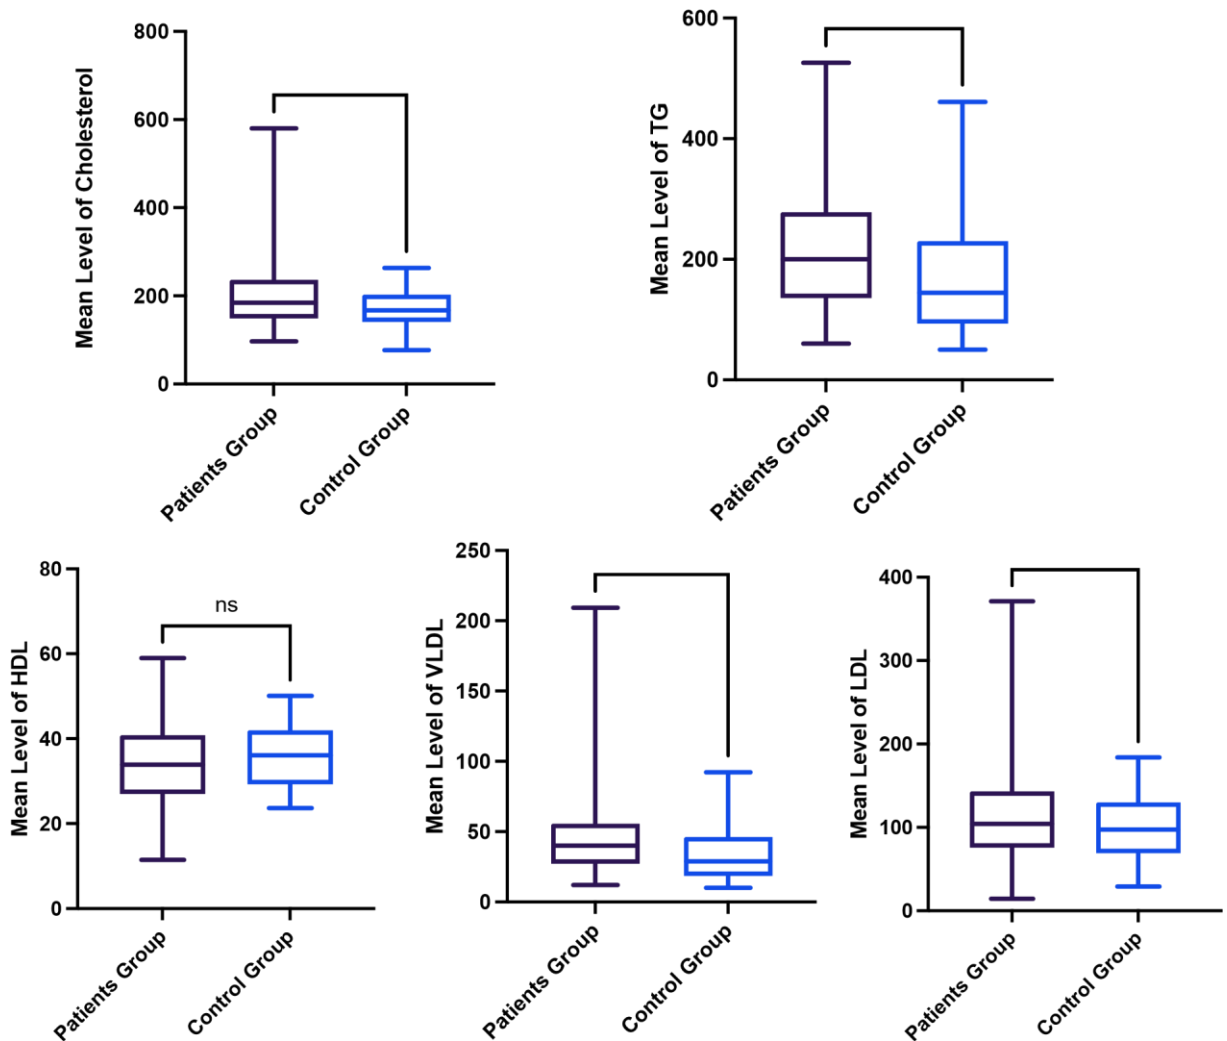 Mean Level of Cholesterol
800
600
400
200
0
Patients Group
Control Group
Mean Level of TG
600
400
200
0
Patients Group
Control Group
Mean Level of HDL
80
60
40
20
0
ns
Patients Group
Control Group
Mean Level of VLDL
250
200
150
100
50
0
Patients Group
Control Group
Mean Level of LDL
400
300
200
100
0
Patients Group
Control Group